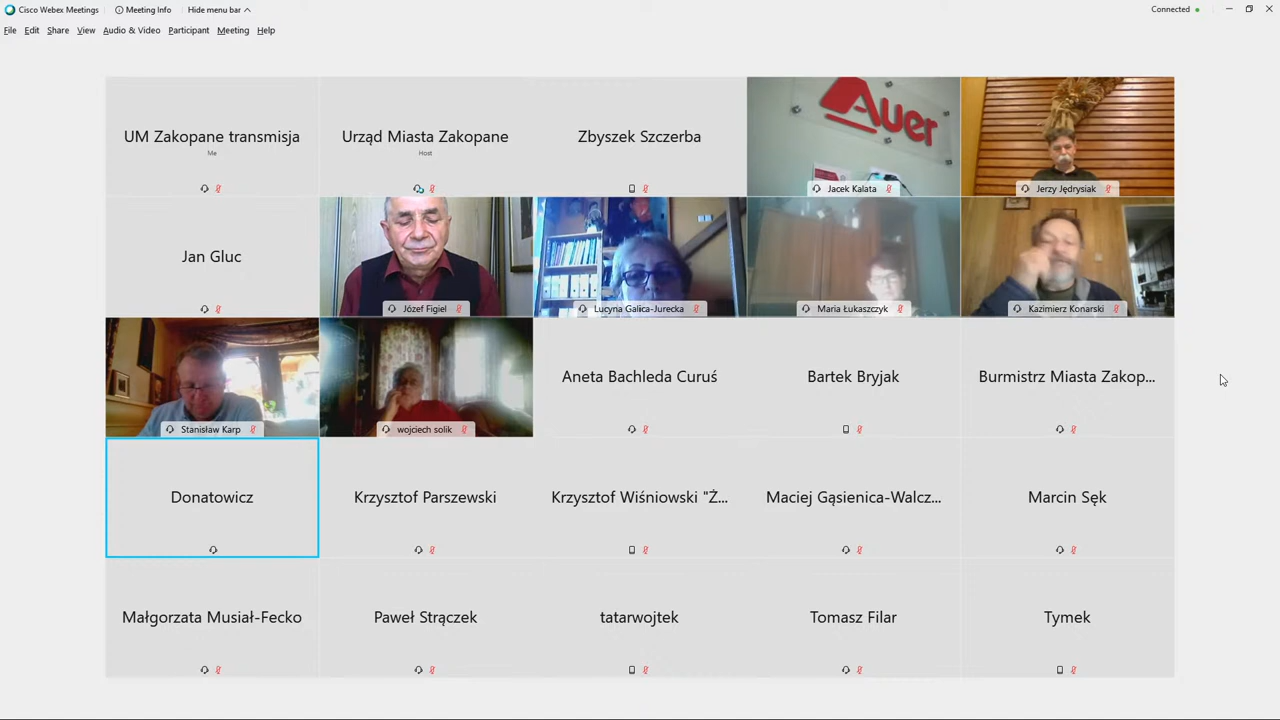 Cisco Webex Meetings
Meeting Info
Hide menu bar
Connected
File Edit Share View Audio & Video Participant Meeting Help
UM Zakopane transmisja
Me
Urząd Miasta Zakopane
Host
Zbyszek Szczerba
Auer
Jacek Kalata
Jerzy Jędrysiak
Jan Gluc
Józef Figiel
Lucyna Galica-Jurecka
Maria Łukaszczyk
Kazimierz Konarski
Stanisław Karp
wojciech solik
Aneta Bachleda Curuś
Bartek Bryjak
Burmistrz Miasta Zakop...
Donatowicz
Krzysztof Parszewski
Krzysztof Wiśniowski "Ż...
Maciej Gąsienica-Walcz...
Marcin Sęk
Małgorzata Musiał-Fecko
Paweł Strączek
tatarwojtek
Tomasz Filar
Tymek